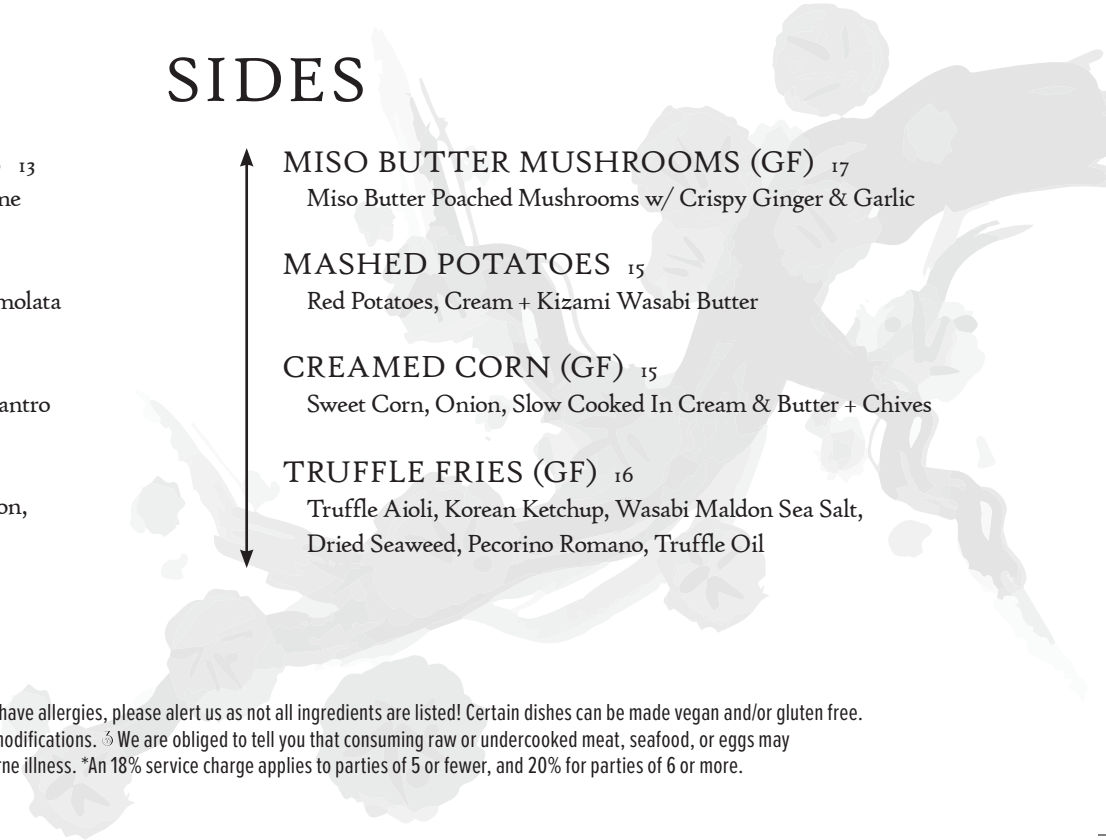 SIDES
13
ne
molata
antro
on,
MISO BUTTER MUSHROOMS (GF) 17
Miso Butter Poached Mushrooms w/ Crispy Ginger & Garlic
MASHED POTATOES 15
Red Potatoes, Cream + Kizami Wasabi Butter
CREAMED CORN (GF) 15
Sweet Corn, Onion, Slow Cooked In Cream & Butter + Chives
TRUFFLE FRIES (GF) 16
Truffle Aioli, Korean Ketchup, Wasabi Maldon Sea Salt,
Dried Seaweed, Pecorino Romano, Truffle Oil
have allergies, please alert us as not all ingredients are listed! Certain dishes can be made vegan and/or gluten free.
modifications. We are obliged to tell you that consuming raw or undercooked meat, seafood, or eggs may
rne illness. *An 18% service charge applies to parties of 5 or fewer, and 20% for parties of 6 or more.